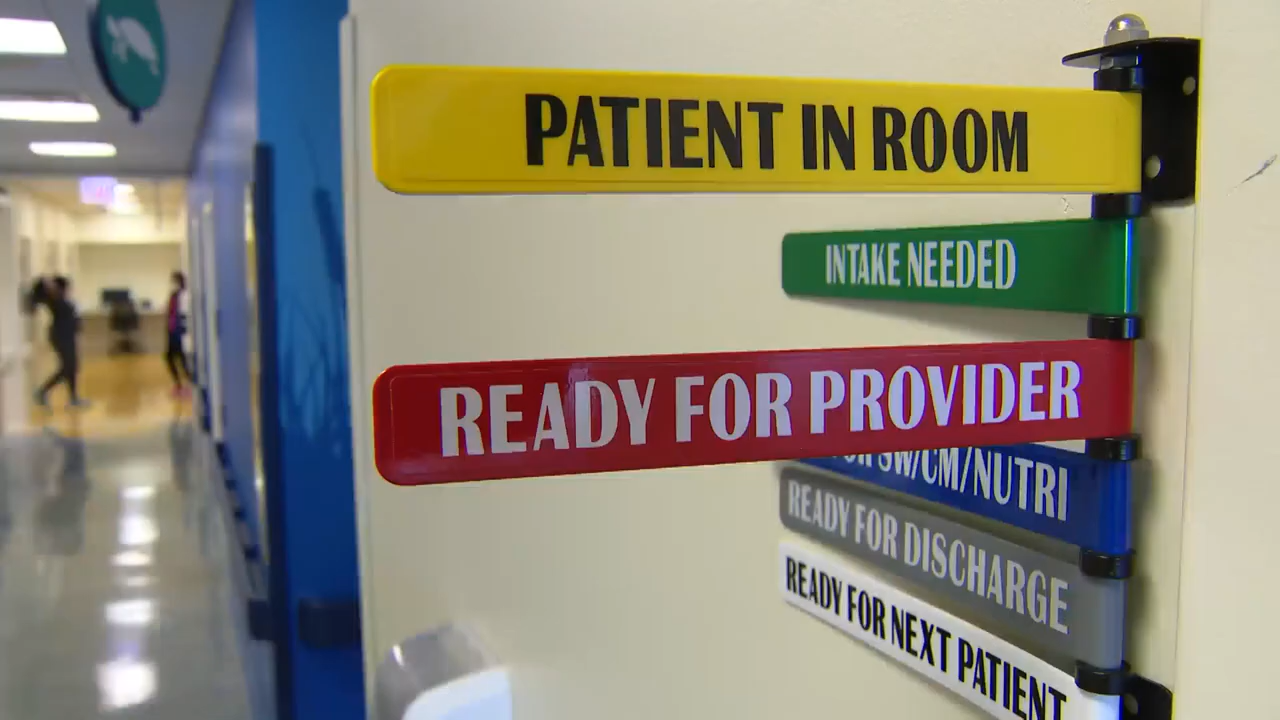 PATIENT IN ROOM
INTAKE NEEDED
READY FOR PROVIDER
SW/CM/NUTRI
READY FOR DISCHARGE
READY FOR NEXT PATIENT